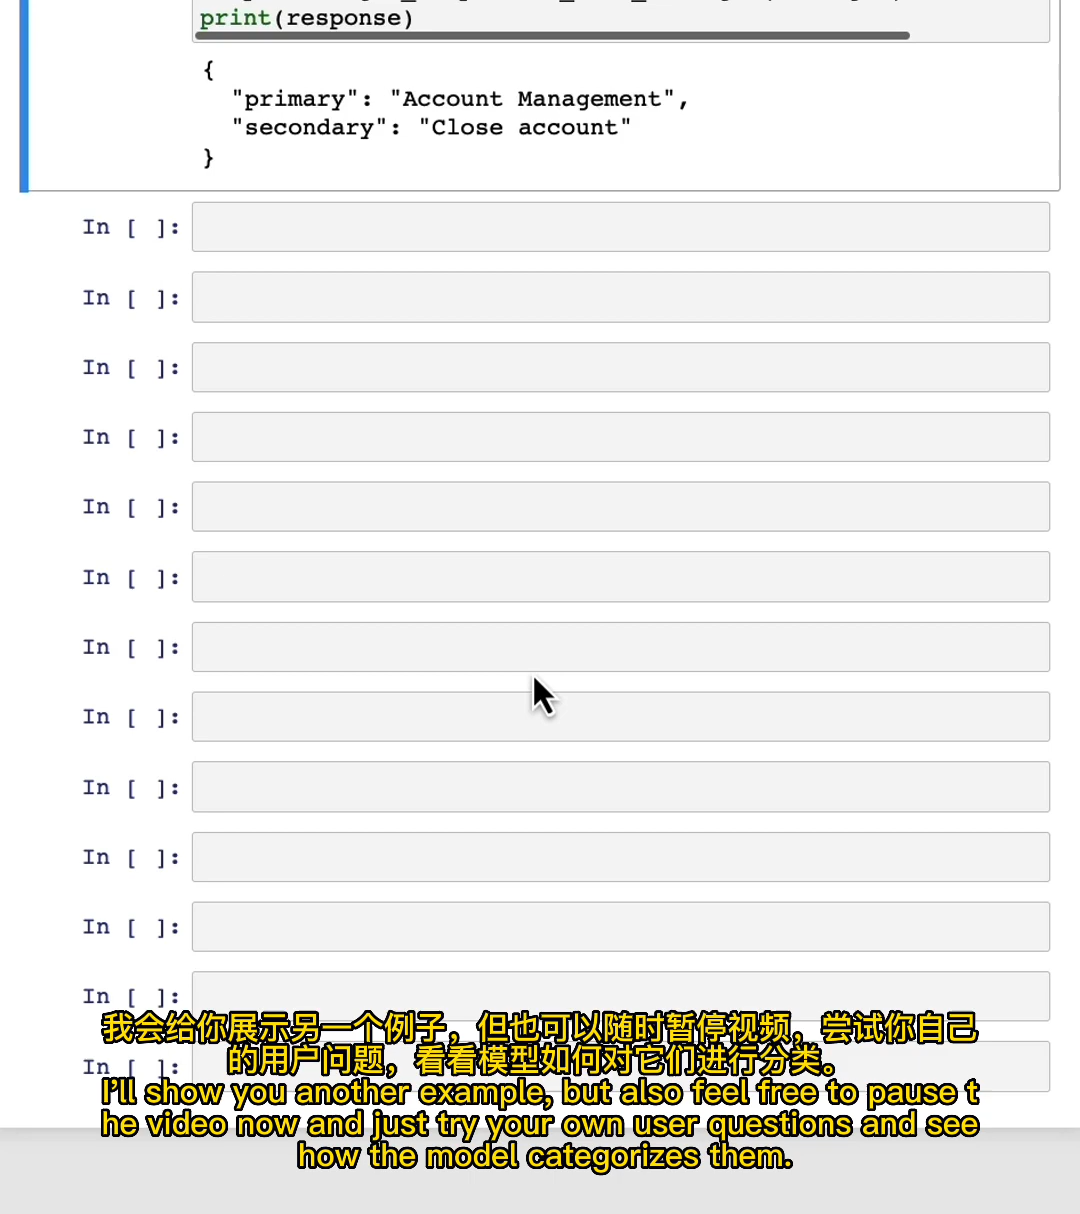 print(response)
{
"primary": "Account Management",
"secondary": "Close account"
}
In [ ]:
In [ ]:
In [ ]:
In [ ]:
In [ ]:
In [ ]:
In [ ]:
In [ ]:
In [ ]:
In [ ]:
In [ ]:
In [ ]:
In [ ]:
我会给你展示另一个例子，但也可以随时暂停视频，尝试你自己
的用户问题，看看模型如何对它们进行分类。
I'll show you another example, but also feel free to pause t
he video now and just try your own user questions and see
how the model categorizes them.